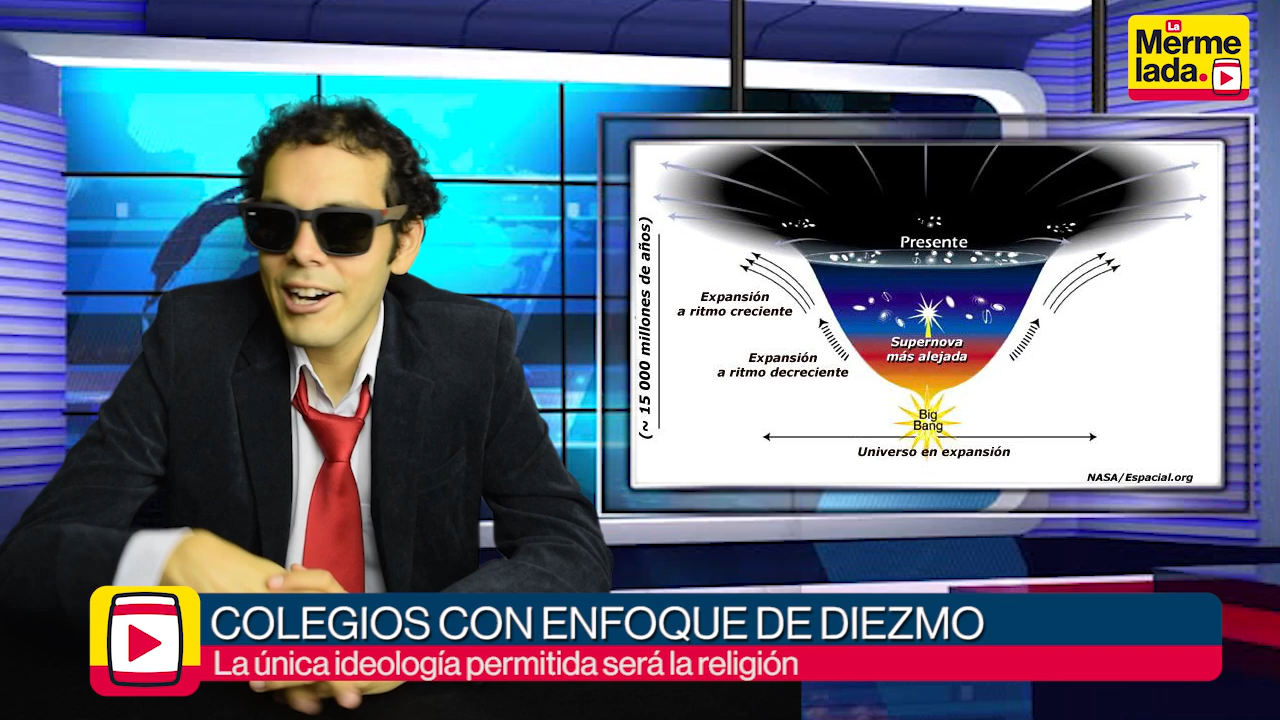 La
Merme
lada.
Presente
Expansión
a ritmo creciente
Supernova
más alejada
Expansión
a ritmo decreciente
(~ 15 000 millones de años)
Big
Bang
Universo en expansión
NASA/Espacial.org
COLEGIOS CON ENFOQUE DE DIEZMO
La única ideología permitida será la religión